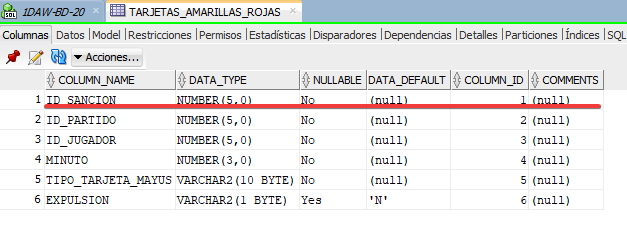 IDAW-BD-20 TARJETAS_AMARILLAS_ROJAS
Columnas Datos Model Restricciones Permisos Estadísticas Disparadores Dependencias Detalles Particiones Índices SQL
Acciones...
COLUMN_NAME DATA_TYPE NULLABLE DATA_DEFAULT COLUMN_ID COMMENTS
1 ID_SANCION NUMBER(5,0) No (null) 1 (null)
2 ID_PARTIDO NUMBER(5,0) No (null) 2 (null)
3 ID_JUGADOR NUMBER(5,0) No (null) 3 (null)
4 MINUTO NUMBER(3,0) No (null) 4 (null)
5 TIPO_TARJETA_MAYUS VARCHAR2(10 BYTE) No (null) 5 (null)
6 EXPULSION VARCHAR2(1 BYTE) Yes 'N' 6 (null)